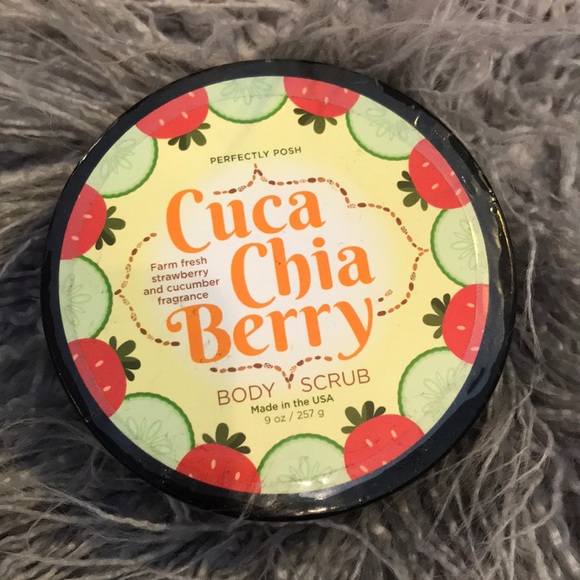 PERFECTLY POSH
Cuca
Farm fresh
strawberry
and cucumber
fragrance
Chia
Berry
BODY SCRUB
Made in the USA
9 oz / 257 g